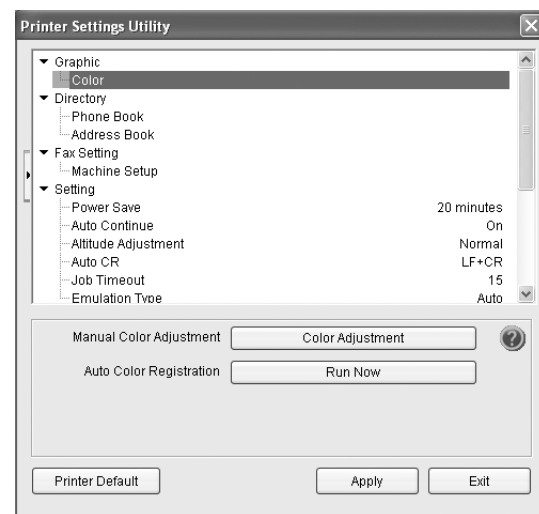 Printer Settings Utility
Graphic
Color
Directory
Phone Book
Address Book
Fax Setting
Machine Setup
Setting
Power Save 20 minutes
Auto Continue On
Altitude Adjustment Normal
Auto CR LF+CR
Job Timeout 15
Emulation Type Auto
Manual Color Adjustment Color Adjustment ?
Auto Color Registration Run Now
Printer Default Apply Exit